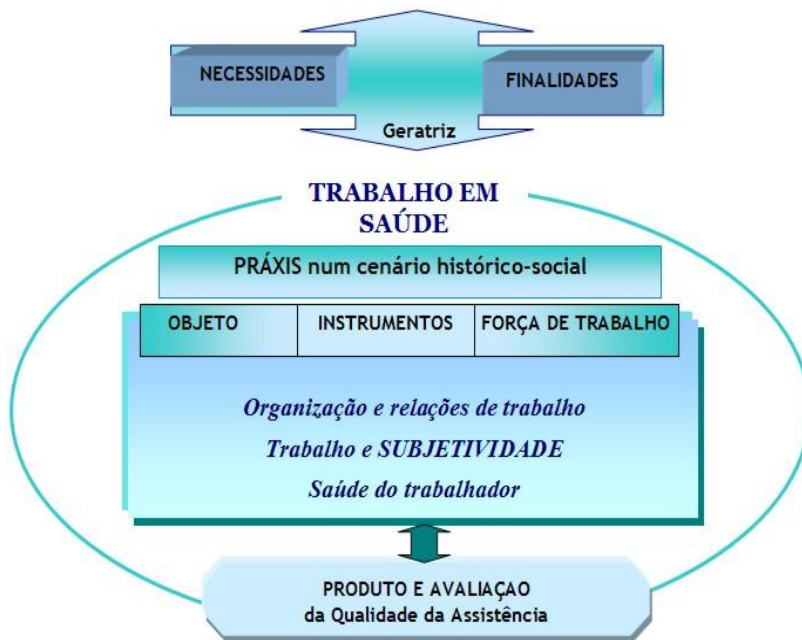 NECESSIDADES
FINALIDADES
Geratriz
TRABALHO EM
SAÚDE
PRÁXIS num cenário histórico-social
OBJETO
INSTRUMENTOS
FORÇA DE TRABALHO
Organização e relações de trabalho
Trabalho e SUBJETIVIDADE
Saúde do trabalhador
PRODUTO E AVALIAÇAO
da Qualidade da Assistência